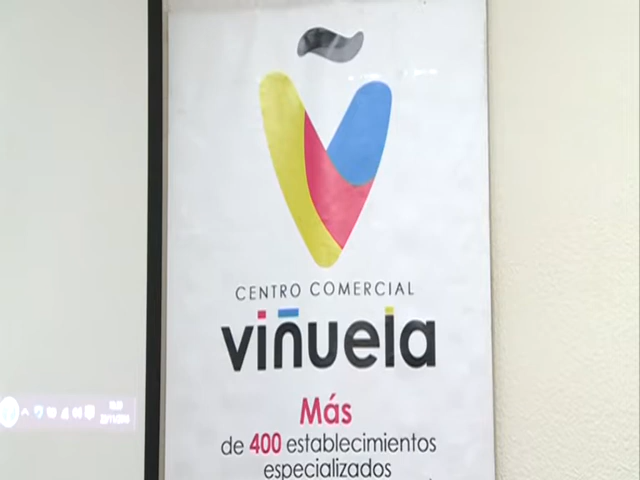 CENTRO COMERCIAL
viñuela
Más
de 400 establecimientos
especializados